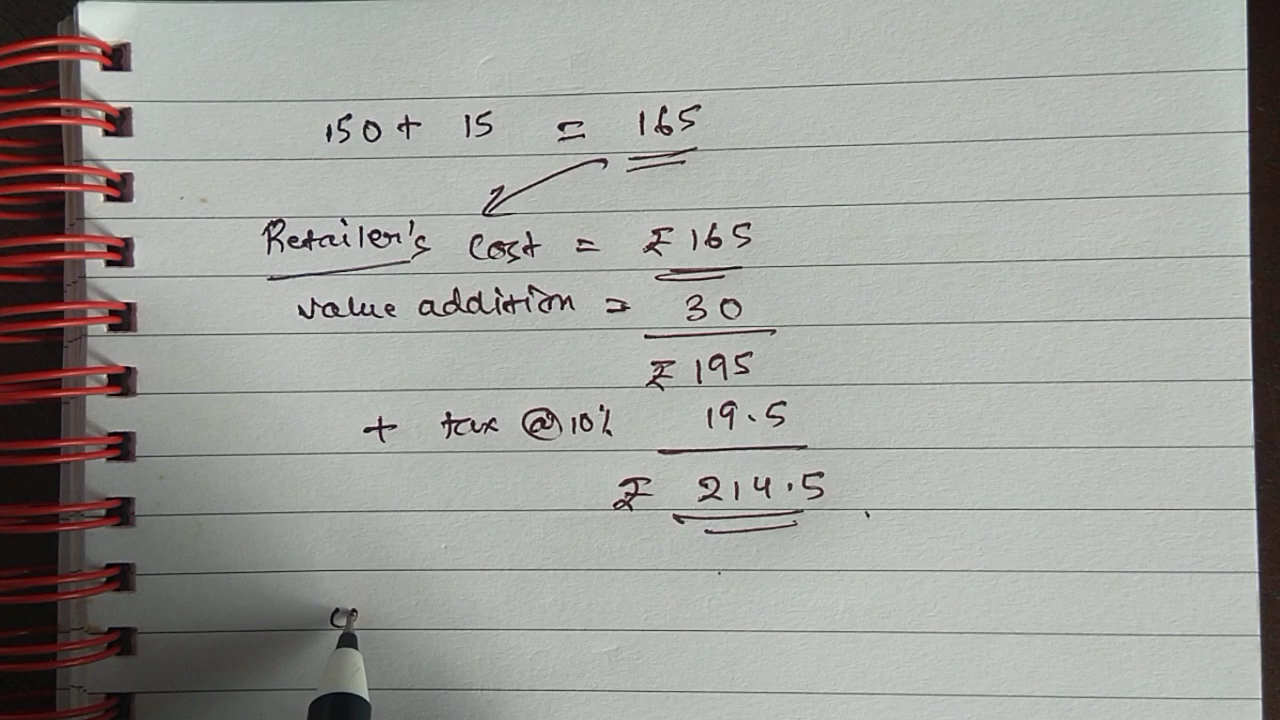 150 + 15 = 165
Retailer's cost = ₹ 165
value addition = 30
₹ 195
+ tax @ 10% 19.5
₹ 214.5